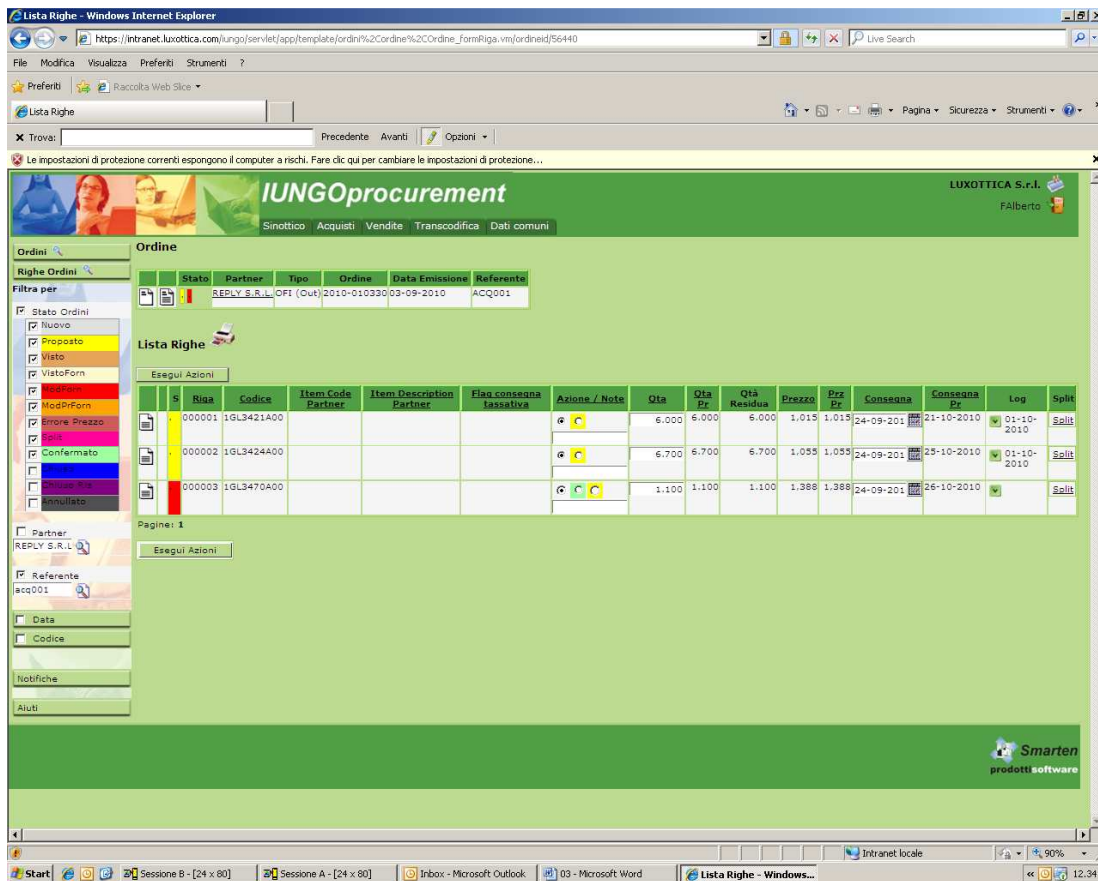 Lista Righe - Windows Internet Explorer
https://intranet.luxottica.com/iungo/servlet/app/template/ordini%2Cordine%2COrdine_formRiga.vm/ordineid/56440
Live Search
File Modifica Visualizza Preferiti Strumenti ?
Preferiti Raccolta Web Slice
Lista Righe
Pagina Sicurezza Strumenti
Trova: Precedente Avanti Opzioni
Le impostazioni di protezione correnti espongono il computer a rischi. Fare clic qui per cambiare le impostazioni di protezione...
IUNGOprocurement
LUXOTTICA S.r.l.
FAlberto
Sinottico Acquisti Vendite Transcodifica Dati comuni
Ordini
Righe Ordini
Filtra per
Stato Ordini
Nuovo
Proposto
Visto
VistoForn
ModForn
ModPrForn
Errore Prezzo
Split
Confermato
Chiuso
Annullato
Partner
REPLY S.R.L
Referente
acq001
Data
Codice
Notifiche
Aiuti
Ordine
Stato Partner Tipo Ordine Data Emissione Referente
REPLY S.R.L. OFI (Out) 2010-010330 03-09-2010 ACQ001
Lista Righe
Esegui Azioni
S Riga Codice Item Code Partner Item Description Partner Flag consegna tassativa Azione / Note Qta Qta Pr Qtà Residua Prezzo Prz Pr Consegna Consegna Pr Log Split
000001 1GL3421A00 6.000 6.000 6.000 1,015 1,015 24-09-201 21-10-2010 01-10-2010 Split
000002 1GL3424A00 6.700 6.700 6.700 1,055 1,055 24-09-201 25-10-2010 01-10-2010 Split
000003 1GL3470A00 1.100 1.100 1.100 1,388 1,388 24-09-201 26-10-2010 Split
Pagine: 1
Esegui Azioni
Smarten
prodottisoftware
Intranet locale 90%
Start Sessione B - [24 x 80] Sessione A - [24 x 80] Inbox - Microsoft Outlook 03 - Microsoft Word Lista Righe - Windows... 12.34